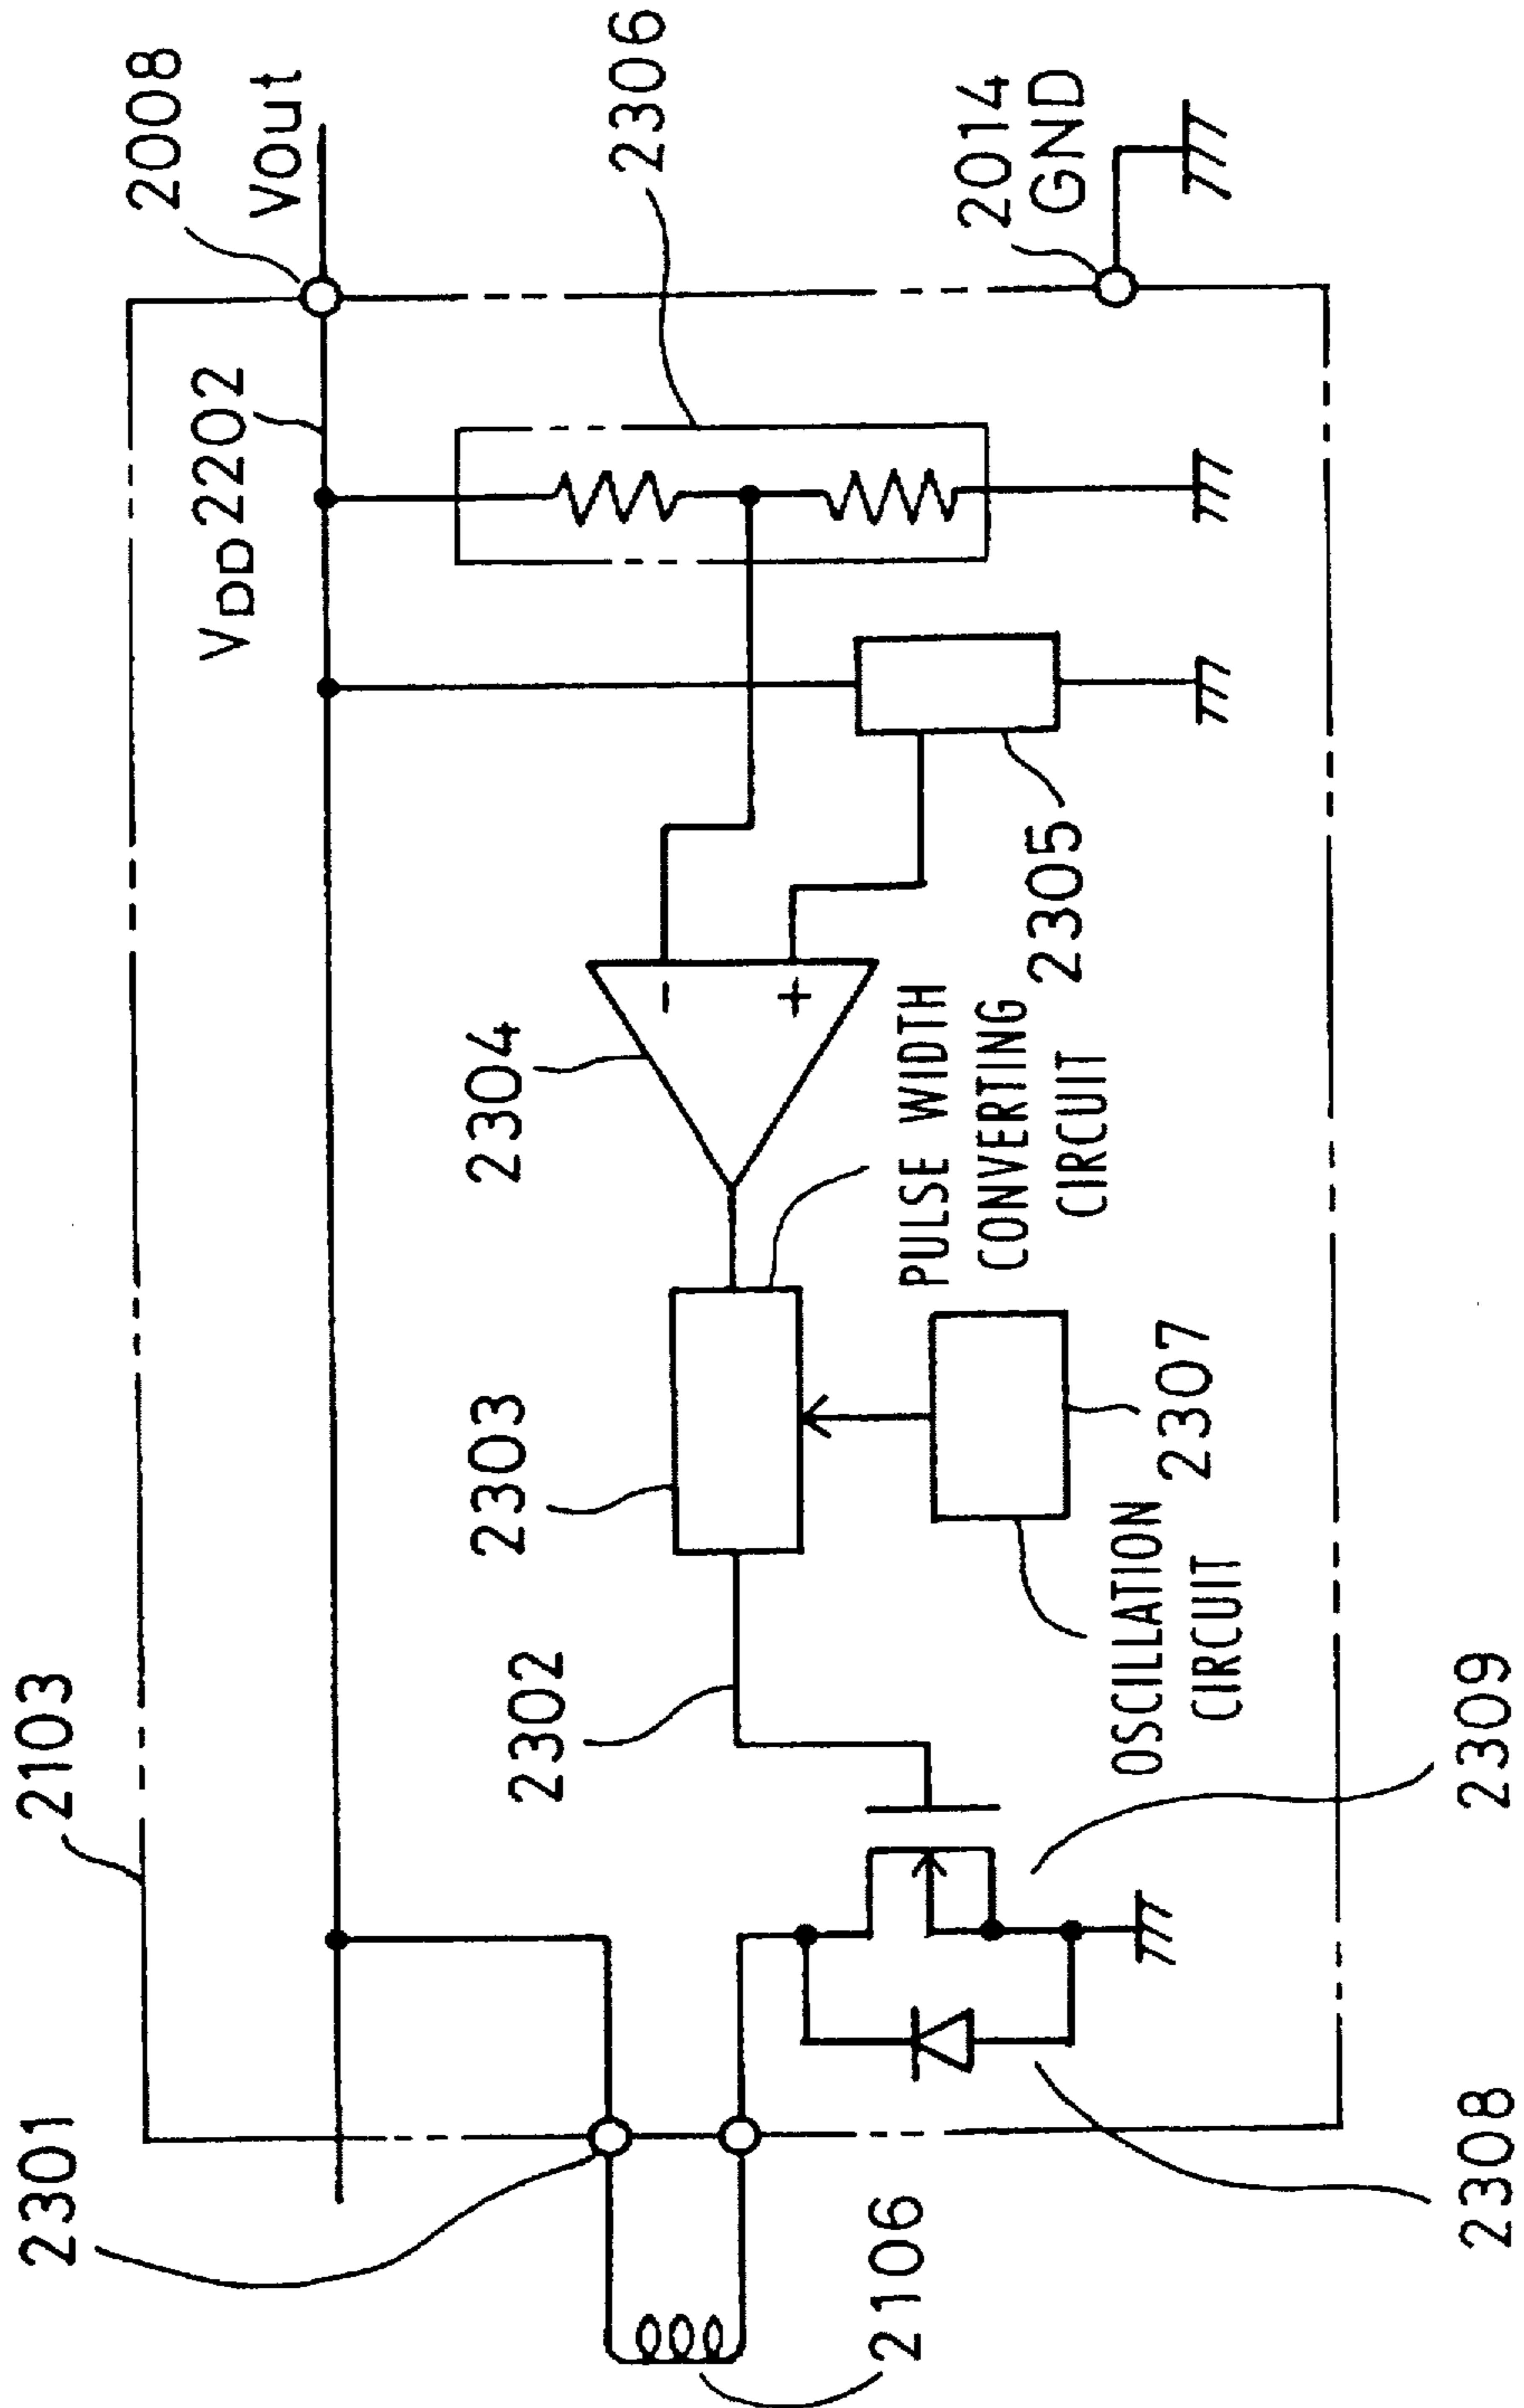 2103
2008
Vout
VDD 2202
2306
2304
2303
2302
2301
2014
GND
2305
PULSE WIDTH
CONVERTING
CIRCUIT
2307
OSCILLATION
CIRCUIT
2106
2309
2308
-
+